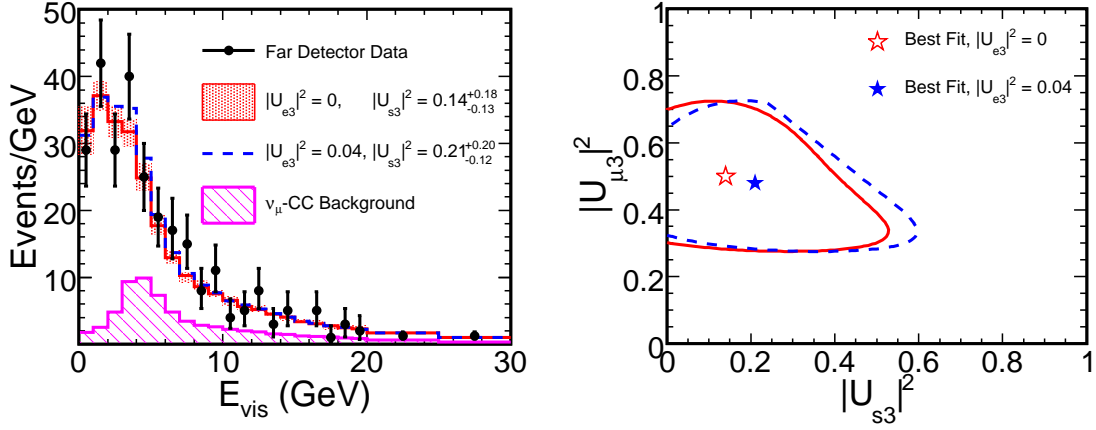 50
40
30
20
10
0
10
20
30
Events/GeV
E_vis (GeV)
Far Detector Data
|U_e3|^2 = 0, |U_s3|^2 = 0.14^{+0.18}_{-0.13}
|U_e3|^2 = 0.04, |U_s3|^2 = 0.21^{+0.20}_{-0.12}
ν_μ-CC Background
1
0.8
0.6
0.4
0.2
0
0
0.2
0.4
0.6
0.8
1
|U_μ3|^2
|U_s3|^2
Best Fit, |U_e3|^2 = 0
Best Fit, |U_e3|^2 = 0.04